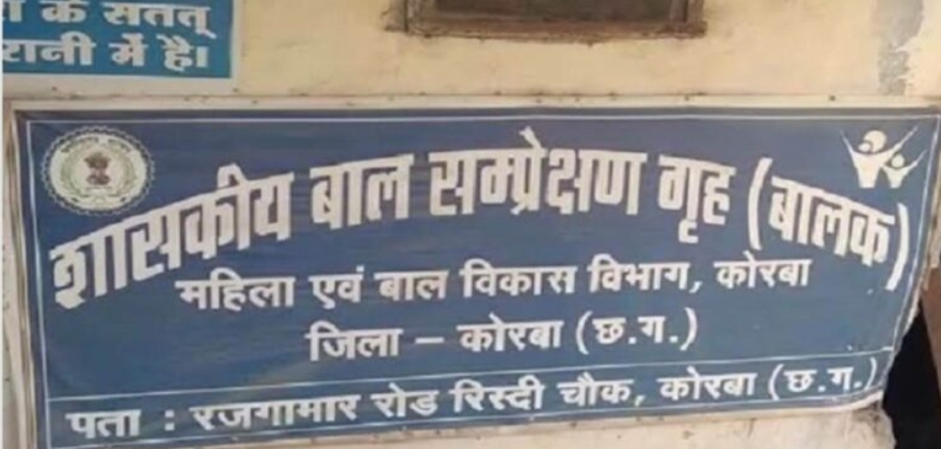 के सतत्
रानी में है।
शासकीय बाल सम्प्रेक्षण गृह (बालक)
महिला एवं बाल विकास विभाग, कोरबा
जिला – कोरबा (छ.ग.)
पता : रजगामार रोड रिस्दी चौक, कोरबा (छ.ग.)